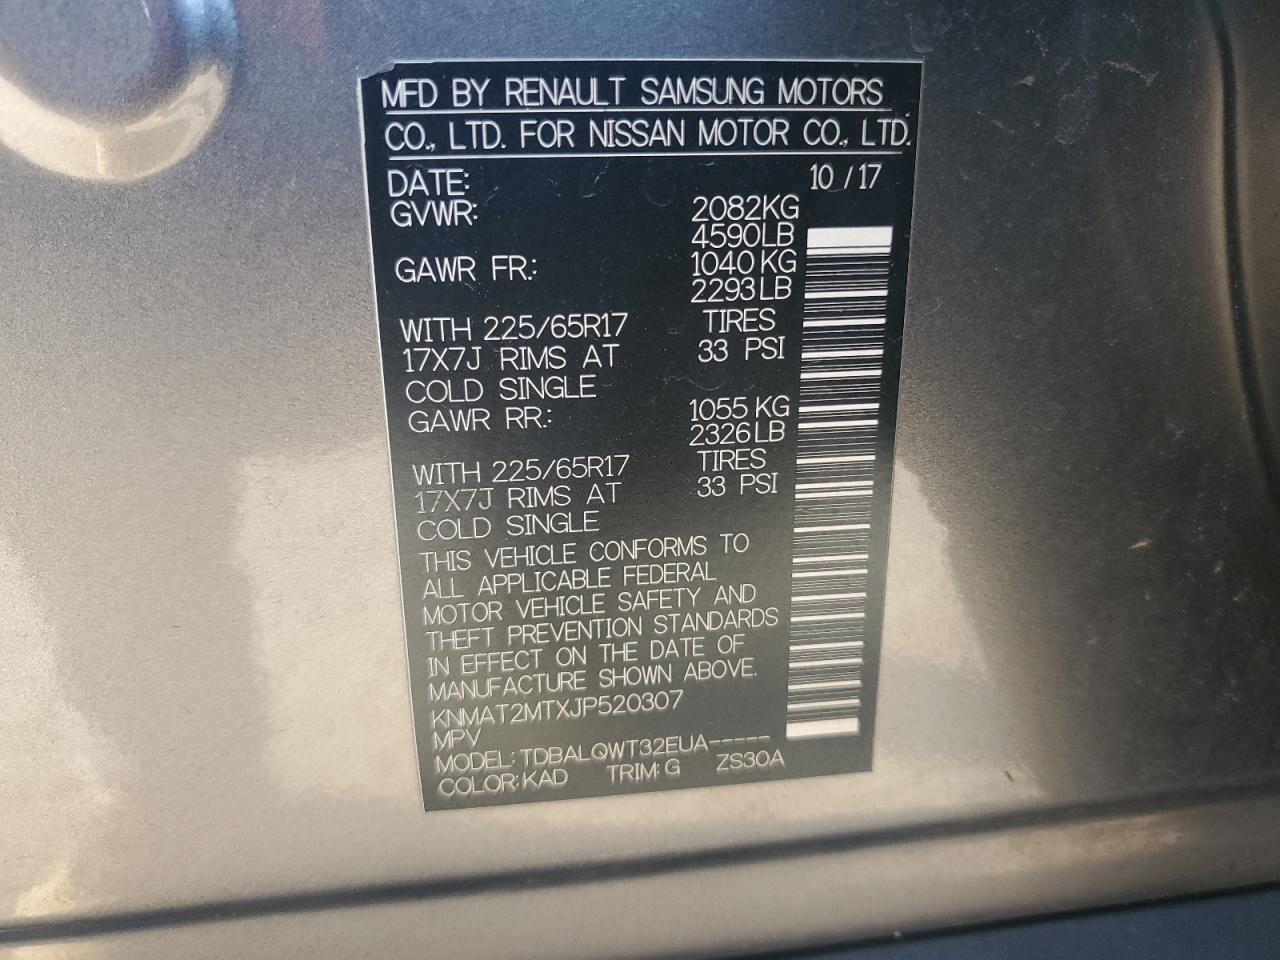 MFD BY RENAULT SAMSUNG MOTORS
CO., LTD. FOR NISSAN MOTOR CO., LTD.
DATE: 10 / 17
GVWR: 2082KG
4590LB
GAWR FR.: 1040 KG
2293LB
WITH 225/65R17 TIRES
17X7J RIMS AT 33 PSI
COLD SINGLE
GAWR RR.: 1055 KG
2326LB
WITH 225/65R17 TIRES
17X7J RIMS AT 33 PSI
COLD SINGLE
THIS VEHICLE CONFORMS TO
ALL APPLICABLE FEDERAL
MOTOR VEHICLE SAFETY AND
THEFT PREVENTION STANDARDS
IN EFFECT ON THE DATE OF
MANUFACTURE SHOWN ABOVE.
KNMAT2MTXJP520307
MPV
MODEL: TDBALQWT32EUA-----
COLOR: KAD TRIM: G ZS30A